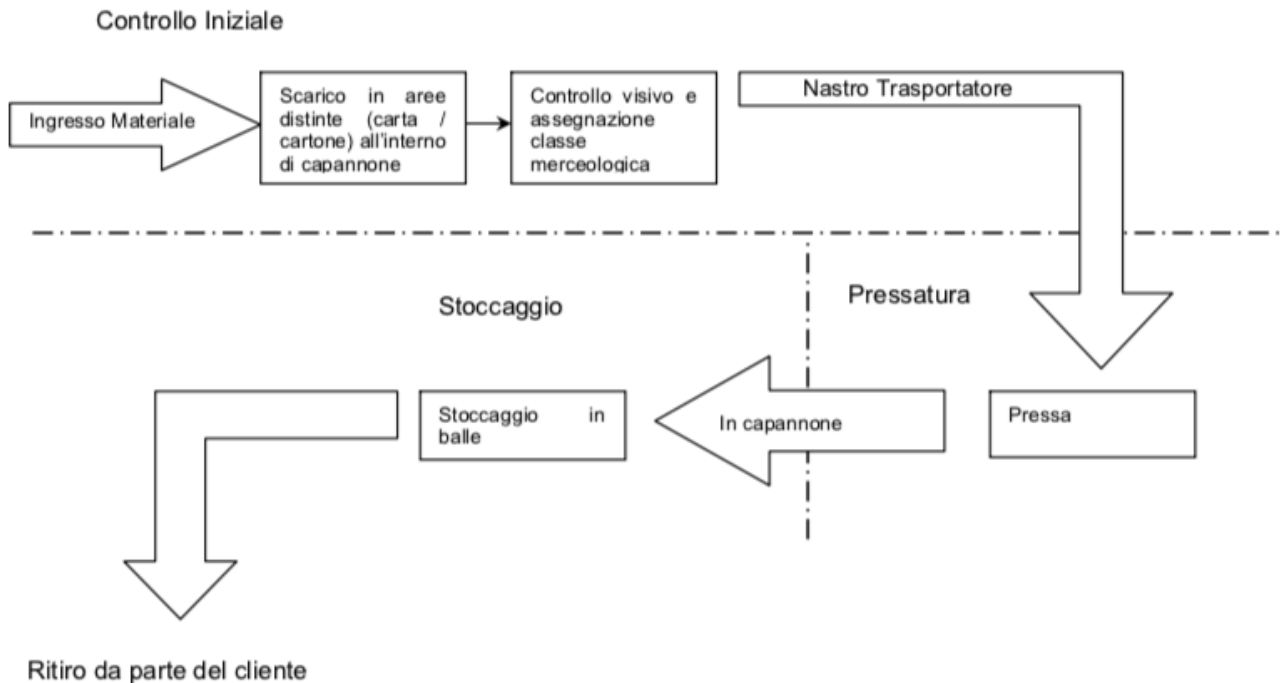 Controllo Iniziale
Ingresso Materiale
Scarico in aree
distinte (carta /
cartone) all'interno
di capannone
Controllo visivo e
assegnazione
classe
merceologica
Nastro Trasportatore
Stoccaggio
Pressatura
Stoccaggio in
balle
In capannone
Pressa
Ritiro da parte del cliente